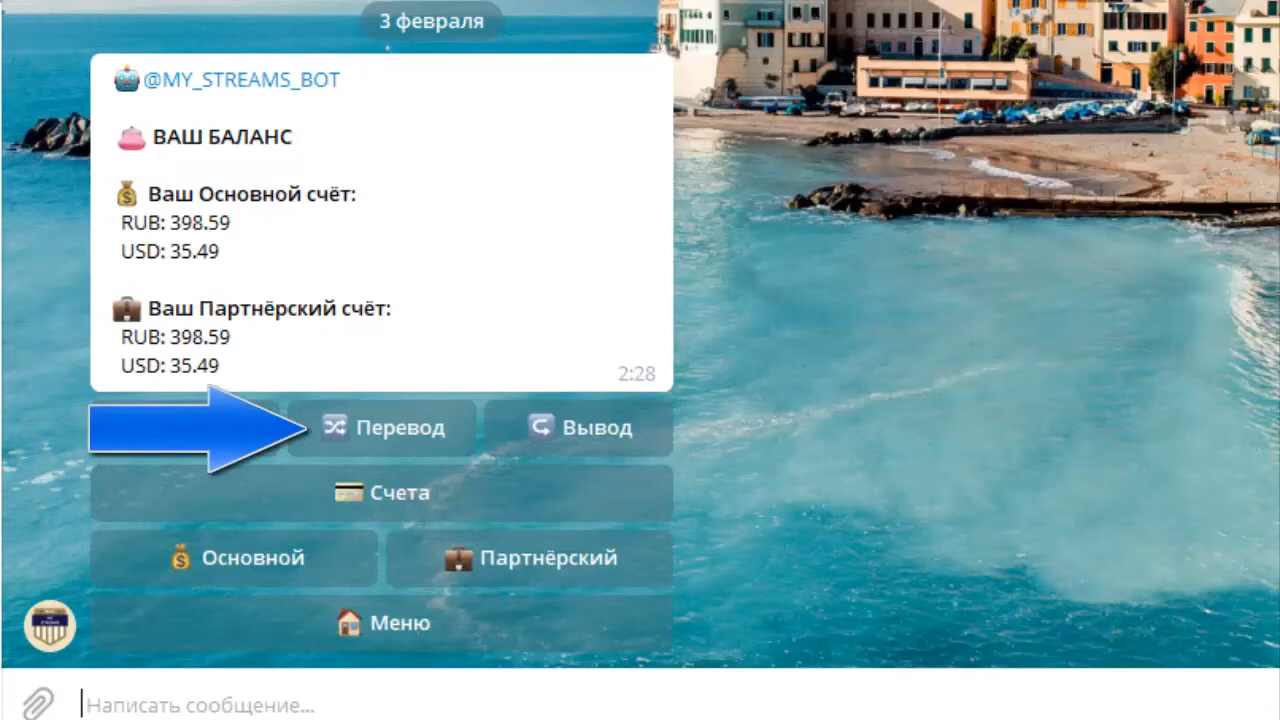 3 февраля
@MY_STREAMS_BOT
ВАШ БАЛАНС
Ваш Основной счёт:
RUB: 398.59
USD: 35.49
Ваш Партнёрский счёт:
RUB: 398.59
USD: 35.49
2:28
Перевод
Вывод
Счета
Основной
Партнёрский
Меню
Написать сообщение...